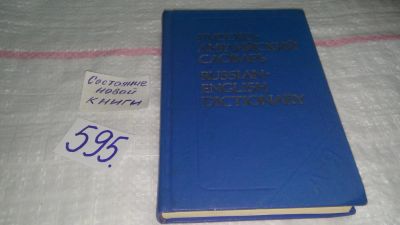 Состояние
новой
книги
595.
РУССКО-
АНГЛИЙСКИЙ
СЛОВАРЬ
RUSSIAN-
ENGLISH
DICTIONARY